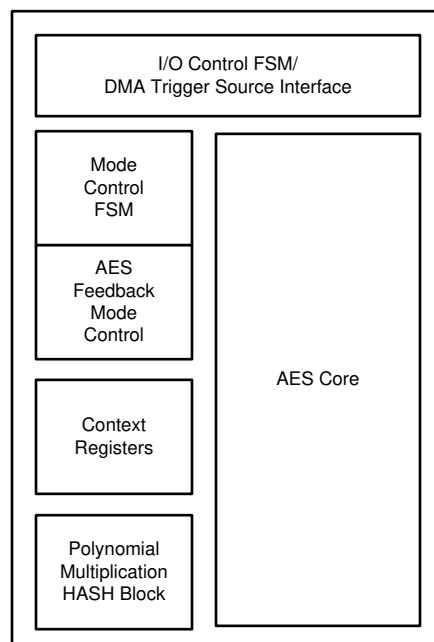 I/O Control FSM/
DMA Trigger Source Interface
Mode
Control
FSM
AES
Feedback
Mode
Control
AES Core
Context
Registers
Polynomial
Multiplication
HASH Block